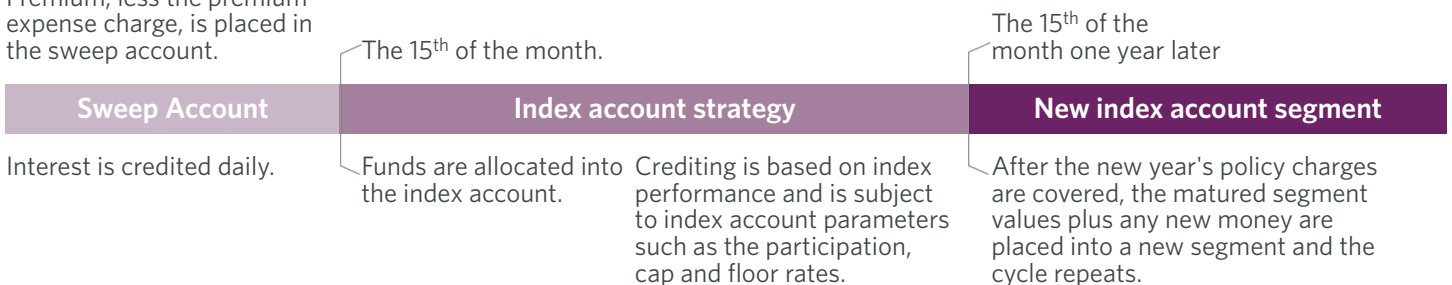 Premium, less the premium
expense charge, is placed in
the sweep account.
The 15th of the month.
The 15th of the
month one year later
Sweep Account
Index account strategy
New index account segment
Interest is credited daily.
Funds are allocated into
the index account.
Crediting is based on index
performance and is subject
to index account parameters
such as the participation,
cap and floor rates.
After the new year's policy charges
are covered, the matured segment
values plus any new money are
placed into a new segment and the
cycle repeats.